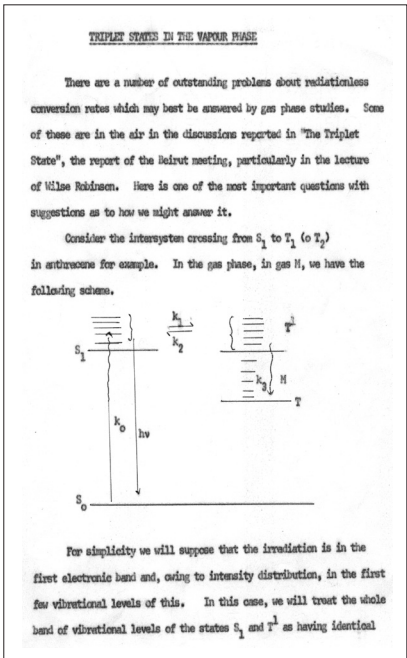 TRIPLET STATES IN THE VAPOUR PHASE
There are a number of outstanding problems about radiationless
conversion rates which may best be answered by gas phase studies. Some
of these are in the air in the discussions reported in "The Triplet
State", the report of the Beirut meeting, particularly in the lecture
of Wilse Robinson. Here is one of the most important questions with
suggestions as to how we might answer it.
Consider the intersystem crossing from S1 to T1 (o T2)
in anthracene for example. In the gas phase, in gas M, we have the
following scheme.
k1
T1
k2
S1
k3 M
T
k0
hν
S0
For simplicity we will suppose that the irradiation is in the
first electronic band and, owing to intensity distribution, in the first
few vibrational levels of this. In this case, we will treat the whole
band of vibrational levels of the states S1 and T1 as having identical